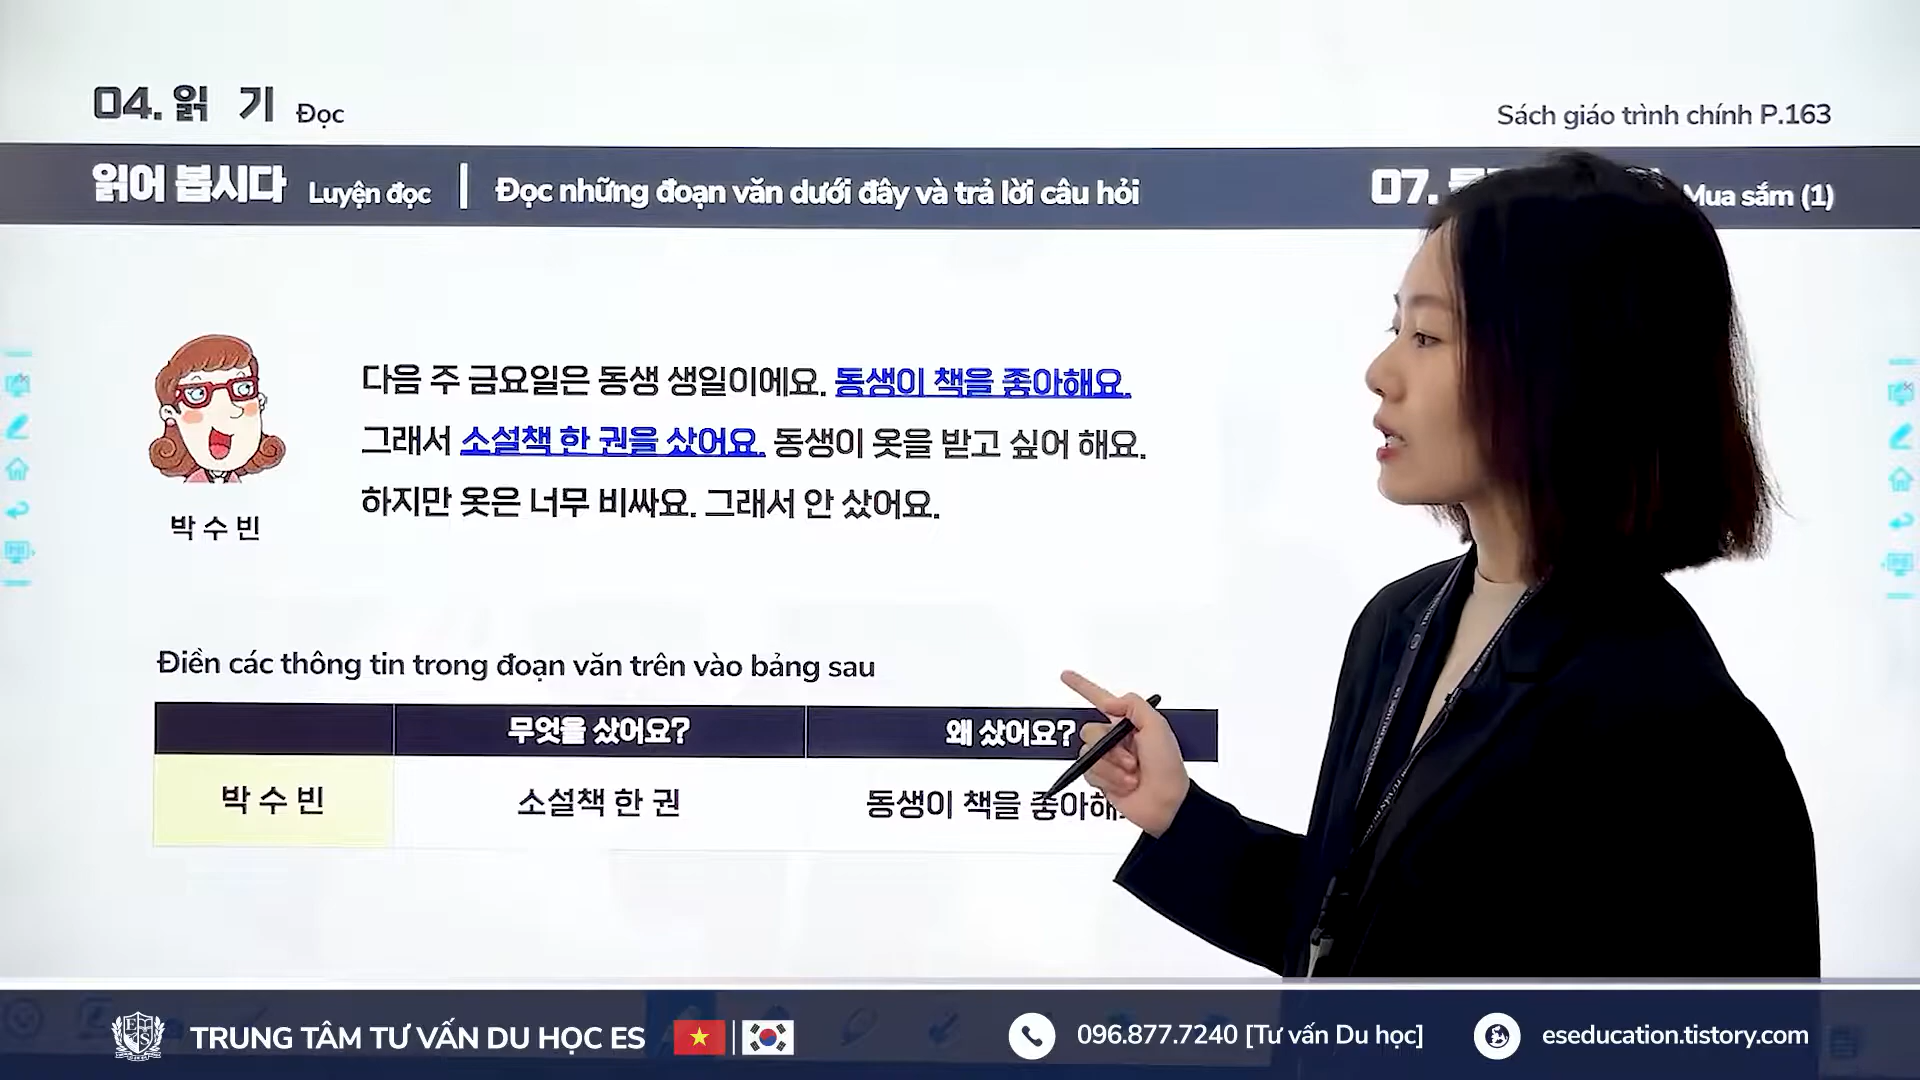 04. 읽 기 Đọc
Sách giáo trình chính P.163
읽어 봅시다 Luyện đọc | Đọc những đoạn văn dưới đây và trả lời câu hỏi
07. Mua sắm (1)
다음 주 금요일은 동생 생일이에요. 동생이 책을 좋아해요.
그래서 소설책 한 권을 샀어요. 동생이 옷을 받고 싶어 해요.
하지만 옷은 너무 비싸요. 그래서 안 샀어요.
박 수 빈
Điền các thông tin trong đoạn văn trên vào bảng sau
무엇을 샀어요? 왜 샀어요?
박 수 빈 소설책 한 권 동생이 책을 좋아해
TRUNG TÂM TƯ VẤN DU HỌC ES
096.877.7240 [Tư vấn Du học]
eseducation.tistory.com